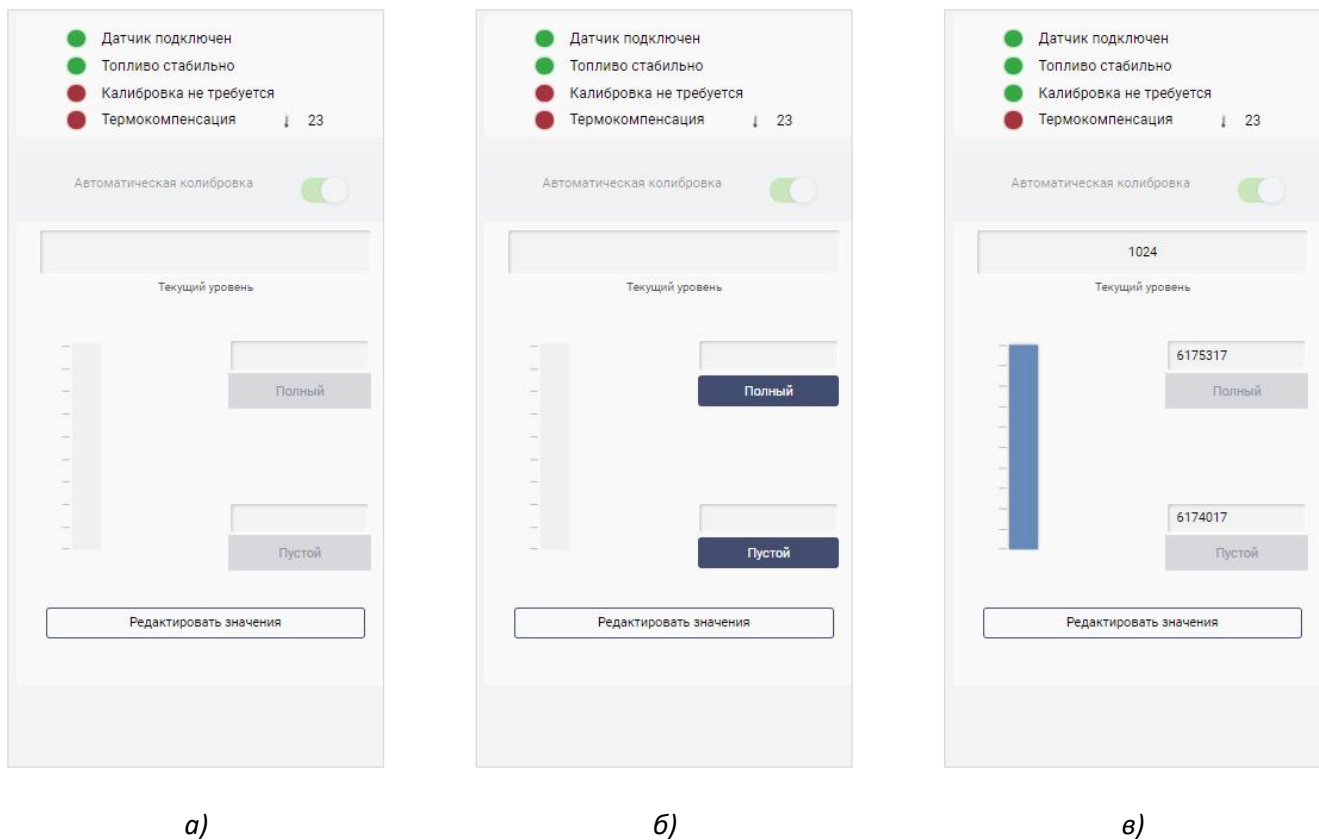 Датчик подключен
Топливо стабильно
Калибровка не требуется
Термокомпенсация 23
Автоматическая колибровка
Текущий уровень
Полный
Пустой
Редактировать значения
а)
Датчик подключен
Топливо стабильно
Калибровка не требуется
Термокомпенсация 23
Автоматическая колибровка
Текущий уровень
Полный
Пустой
Редактировать значения
б)
Датчик подключен
Топливо стабильно
Калибровка не требуется
Термокомпенсация 23
Автоматическая колибровка
1024
Текущий уровень
6175317
Полный
6174017
Пустой
Редактировать значения
в)